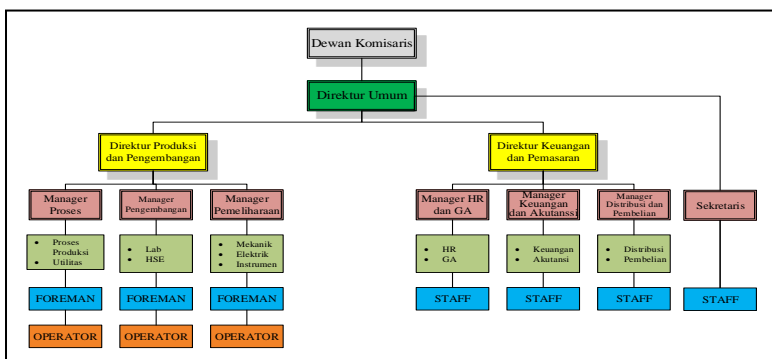 Dewan Komisaris
Direktur Umum
Direktur Produksi
dan Pengembangan
Direktur Keuangan
dan Pemasaran
Manager
Proses
Manager
Pengembangan
Manager
Pemeliharaan
Manager HR
dan GA
Manager
Keuangan
dan Akutanssi
Manager
Distribusi dan
Pembelian
Sekretaris
• Proses
Produksi
• Utilitas
• Lab
• HSE
• Mekanik
• Elektrik
• Instrumen
• HR
• GA
• Keuangan
• Akutansi
• Distribusi
• Pembelian
FOREMAN
FOREMAN
FOREMAN
STAFF
STAFF
STAFF
STAFF
OPERATOR
OPERATOR
OPERATOR